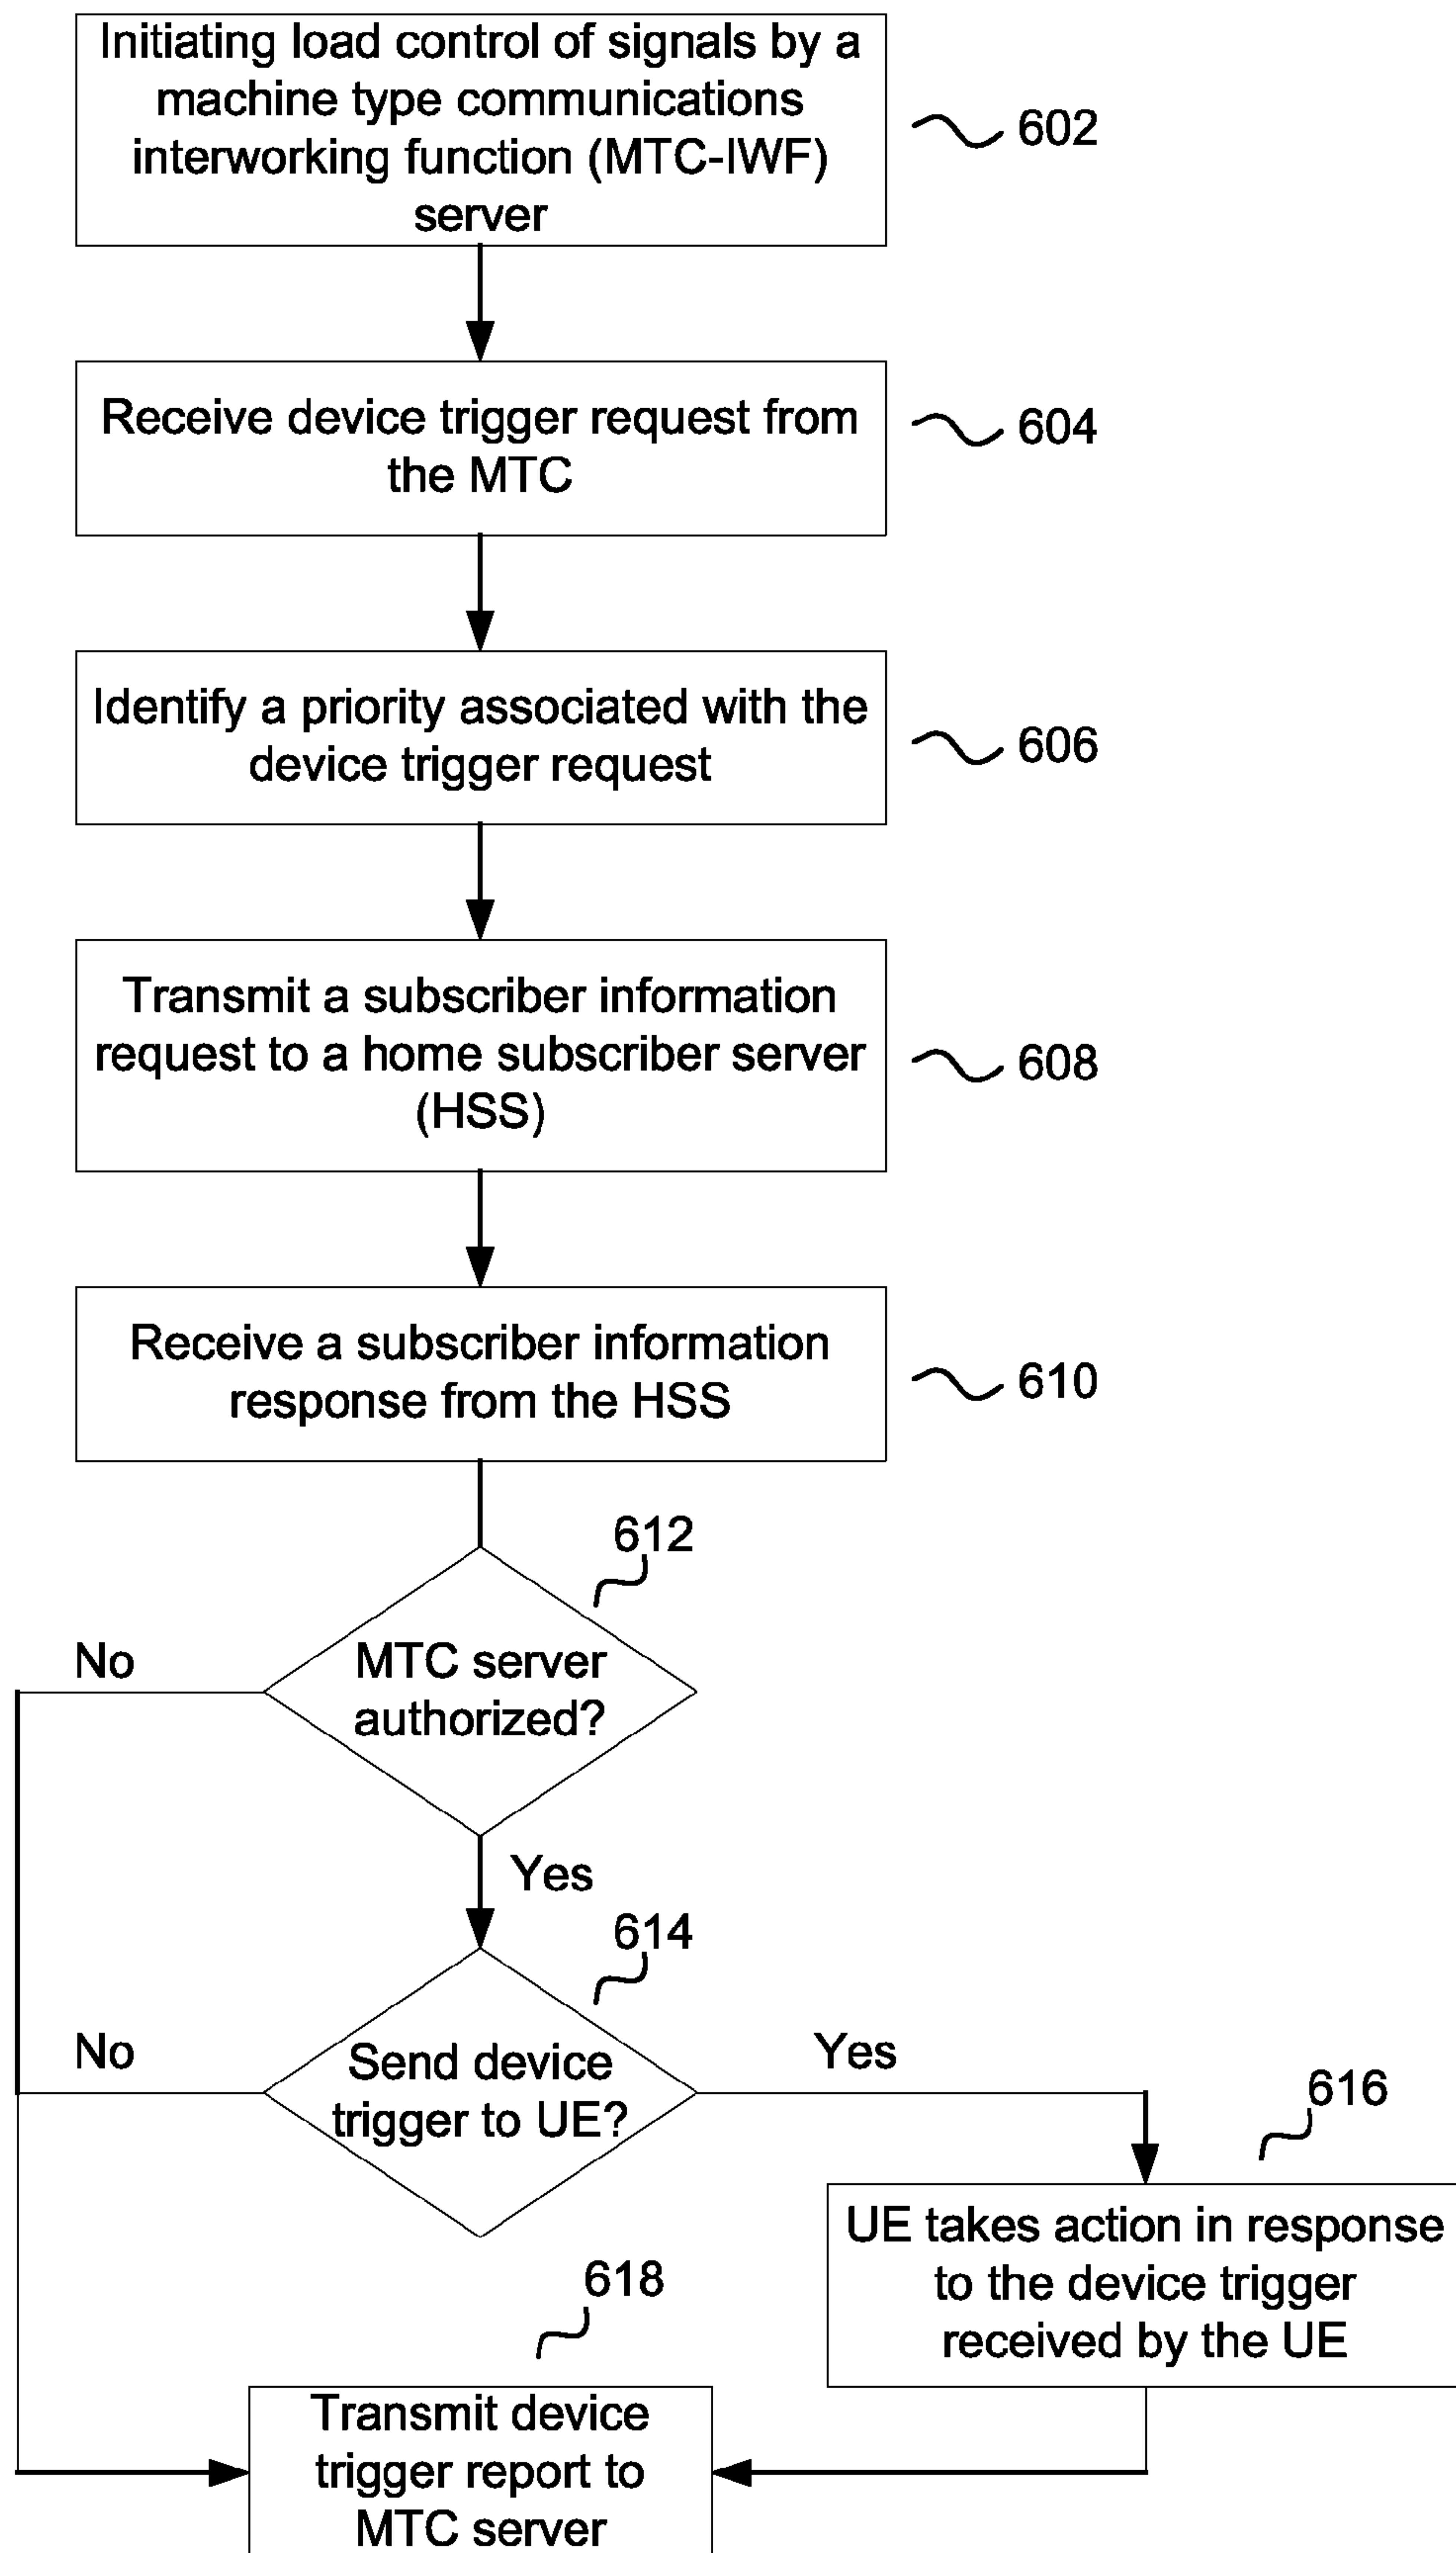 Initiating load control of signals by a
machine type communications
interworking function (MTC-IWF)
server
602
Receive device trigger request from
the MTC
604
Identify a priority associated with the
device trigger request
606
Transmit a subscriber information
request to a home subscriber server
(HSS)
608
Receive a subscriber information
response from the HSS
610
612
MTC server
authorized?
No
Yes
614
Send device
trigger to UE?
No
Yes
616
UE takes action in response
to the device trigger
received by the UE
618
Transmit device
trigger report to
MTC server